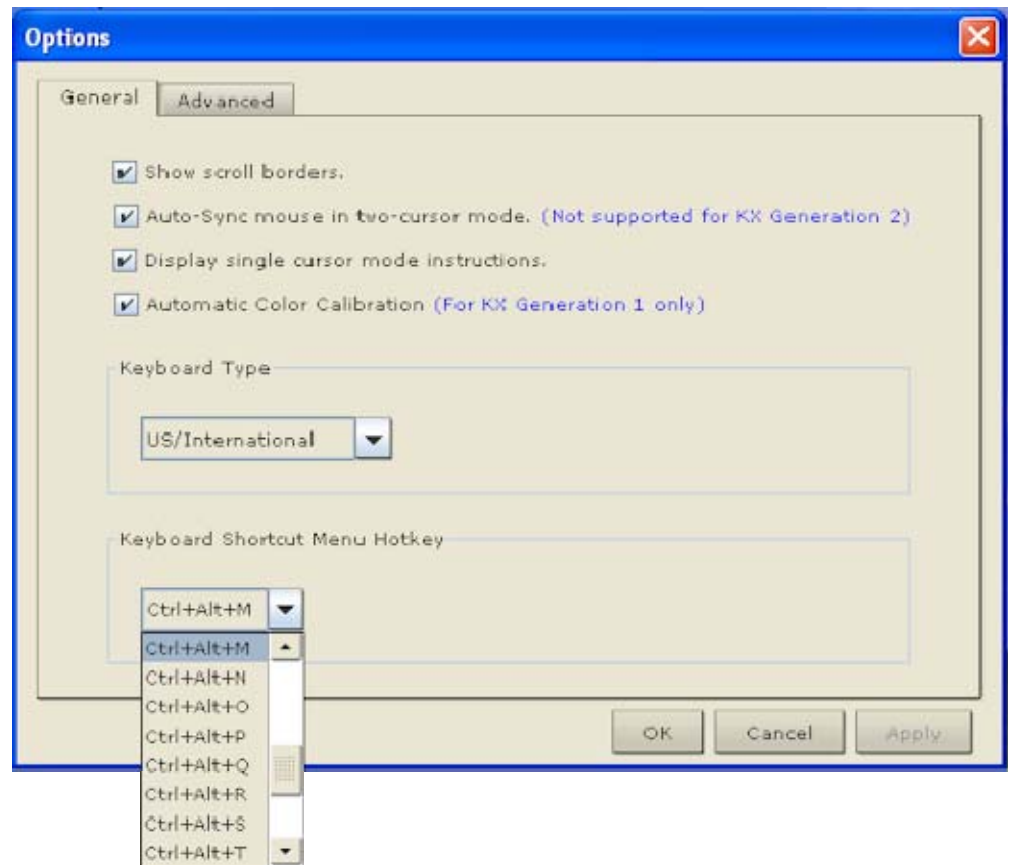 Options
General
Advanced
Show scroll borders.
Auto-Sync mouse in two-cursor mode. (Not supported for KX Generation 2)
Display single cursor mode instructions.
Automatic Color Calibration (For KX Generation 1 only)
Keyboard Type
US/International
Keyboard Shortcut Menu Hotkey
Ctrl+Alt+M
Ctrl+Alt+M
Ctrl+Alt+N
Ctrl+Alt+O
Ctrl+Alt+P
Ctrl+Alt+Q
Ctrl+Alt+R
Ctrl+Alt+S
Ctrl+Alt+T
OK
Cancel
Apply